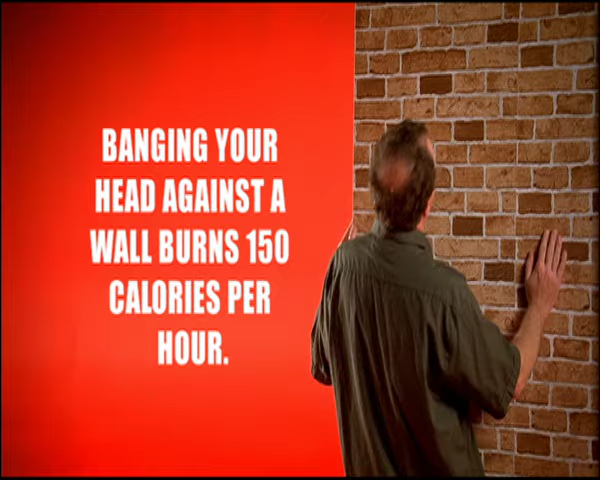 BANGING YOUR
HEAD AGAINST A
WALL BURNS 150
CALORIES PER
HOUR.